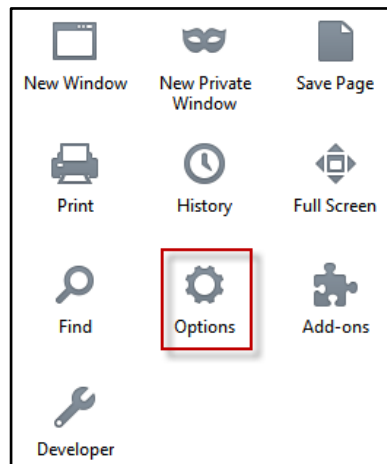 New Window
New Private
Window
Save Page
Print
History
Full Screen
Find
Options
Add-ons
Developer